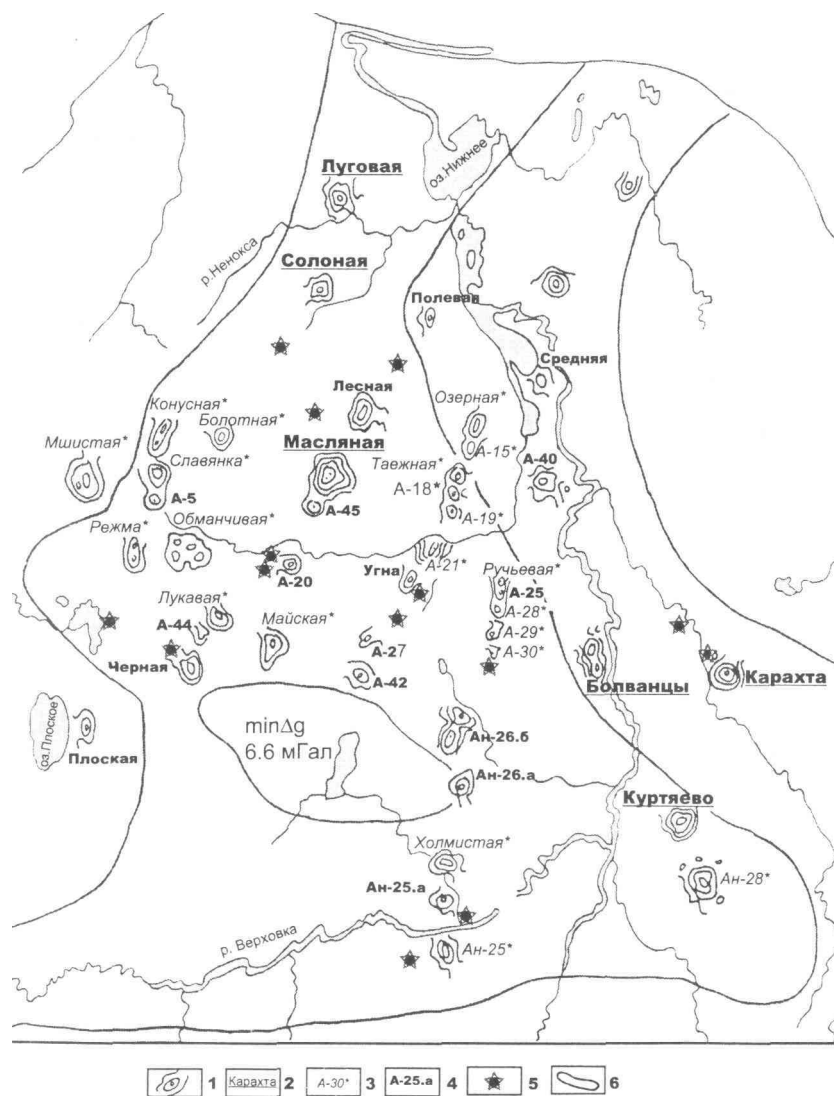 оз.Нижнее
Луговая
р.Ненокса
Солоная
Полевая
Средняя
Лесная
Конусная*
Болотная*
Озерная*
Мшистая*
Масляная
А-15*
Славянка*
Таежная*
А-40
А-18*
А-5
А-45
А-19*
Режма*
Обманчивая*
А-21*
Ручьевая*
А-20
Угна
А-25
Лукавая*
А-28*
А-44
Майская*
А-27
А-29*
Черная
А-30*
А-42
Болванцы
Карахта
оз.Плоское
minΔg
6.6 мГал
Ан-26.б
Плоская
Ан-26.а
Куртяево
Холмистая*
Ан-25.а
Ан-28*
р. Верховка
Ан-25*
1 Карахта 2 А-30* 3 А-25.а 4 5 6